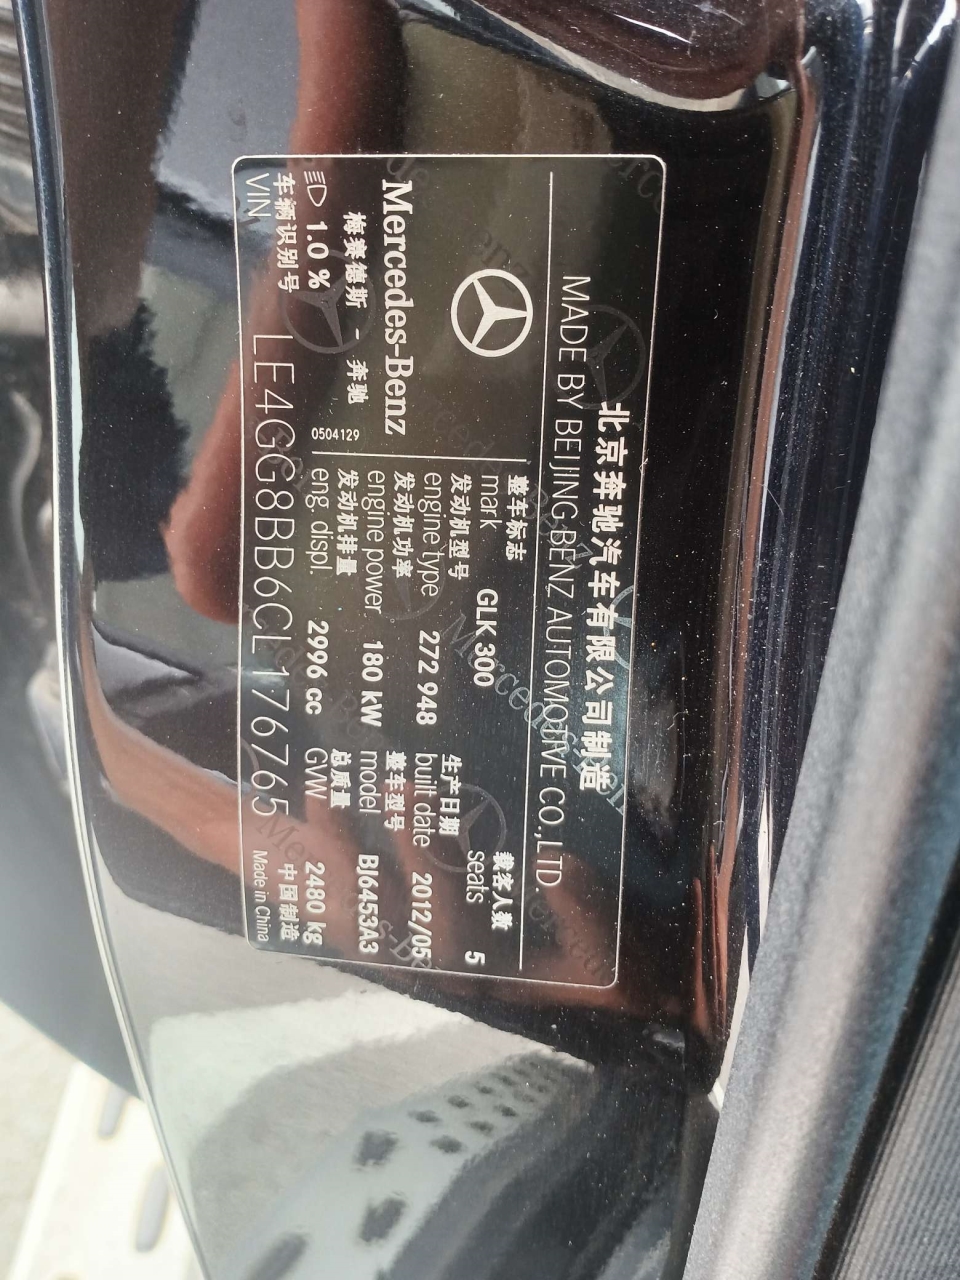 北京奔驰汽车有限公司制造
MADE BY BEIJING BENZ AUTOMOTIVE CO.,LTD.
Mercedes-Benz
梅赛德斯 - 奔驰
1.0 %
0504129
整车标志
mark GLK 300
载客人数
seats 5
发动机型号
engine type 272 948
生产日期
built date 2012/05
发动机功率
engine power 180 kW
整车型号
model BJ6453A3
发动机排量
eng. displ. 2996 cc
总质量
GVW 2480 kg
车辆识别号
VIN LE4GG8BB6CL176765
中国制造
Made in China